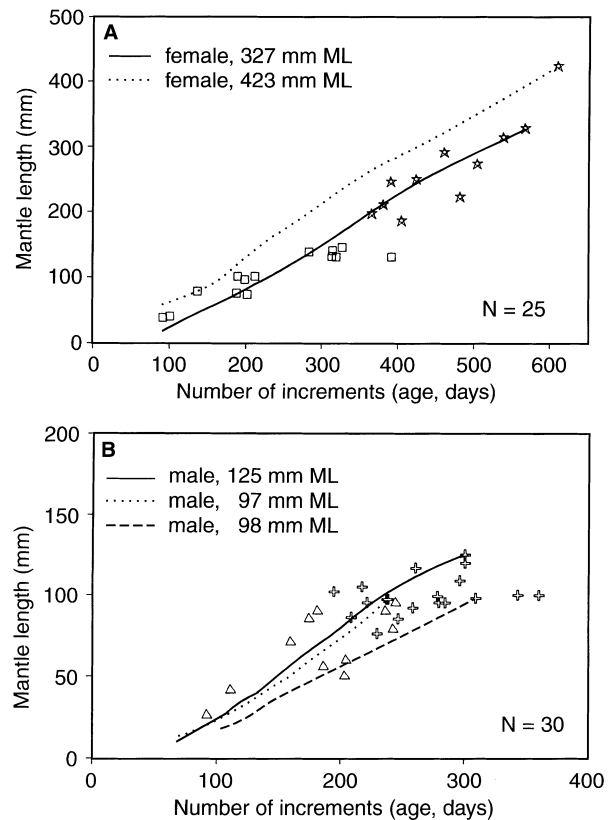 500
A
female, 327 mm ML
female, 423 mm ML
400
300
200
100
0
Mantle length (mm)
N = 25
0 100 200 300 400 500 600
Number of increments (age, days)
200
B
male, 125 mm ML
male, 97 mm ML
male, 98 mm ML
150
100
50
0
Mantle length (mm)
N = 30
0 100 200 300 400
Number of increments (age, days)